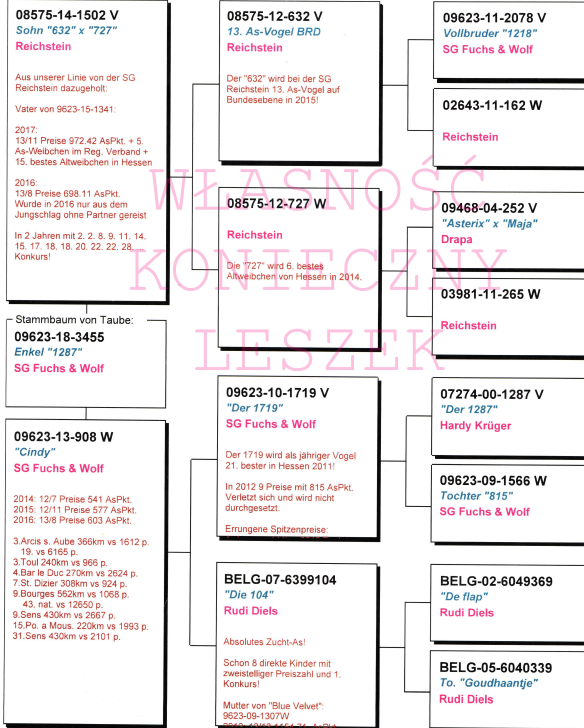 08575-14-1502 V
Sohn "632" x "727"
Reichstein
Aus unserer Linie von der SG
Reichstein dazugeholt:
Vater von 9623-15-1341:
2017:
13/11 Preise 972.42 AsPkt. + 5.
As-Weibchen im Reg. Verband +
15. bestes Altweibchen in Hessen
2016:
13/8 Preise 698.11 AsPkt.
Wurde in 2016 nur aus dem
Jungschlag ohne Partner gereist
In 2 Jahren mit 2. 2. 8. 9. 11. 14.
15. 17. 18. 18. 20. 22. 22. 28.
Konkurs!
Stammbaum von Taube:
09623-18-3455
Enkel "1287"
SG Fuchs & Wolf
09623-13-908 W
"Cindy"
SG Fuchs & Wolf
2014: 12/7 Preise 541 AsPkt.
2015: 12/11 Preise 577 AsPkt.
2016: 13/8 Preise 603 AsPkt.
3.Arcis s. Aube 366km vs 1612 p.
19. vs 6165 p.
3.Toul 240km vs 966 p.
4.Bar le Duc 270km vs 2624 p.
7.St. Dizier 308km vs 924 p.
9.Bourges 562km vs 1068 p.
43. nat. vs 12650 p.
9.Sens 430km vs 2667 p.
15.Po. a Mous. 220km vs 1993 p.
31.Sens 430km vs 2101 p.
08575-12-632 V
13. As-Vogel BRD
Reichstein
Der "632" wird bei der SG
Reichstein 13. As-Vogel auf
Bundesebene in 2015!
08575-12-727 W
Reichstein
Die "727" wird 6. bestes
Altweibchen von Hessen in 2014.
09623-10-1719 V
"Der 1719"
SG Fuchs & Wolf
Der 1719 wird als jähriger Vogel
21. bester in Hessen 2011!
In 2012 9 Preise mit 815 AsPkt.
Verletzt sich und wird nicht
durchgesetzt.
Errungene Spitzenpreise:
BELG-07-6399104
"Die 104"
Rudi Diels
Absolutes Zucht-As!
Schon 8 direkte Kinder mit
zweistelliger Preiszahl und 1.
Konkurs!
Mutter von "Blue Velvet":
9623-09-1307W
09623-11-2078 V
Vollbruder "1218"
SG Fuchs & Wolf
02643-11-162 W
Reichstein
09468-04-252 V
"Asterix" x "Maja"
Drapa
03981-11-265 W
Reichstein
07274-00-1287 V
"Der 1287"
Hardy Krüger
09623-09-1566 W
Tochter "815"
SG Fuchs & Wolf
BELG-02-6049369
"De flap"
Rudi Diels
BELG-05-6040339
To. "Goudhaantje"
Rudi Diels
WŁASNOŚĆ
KONIECZNY
LESZEK